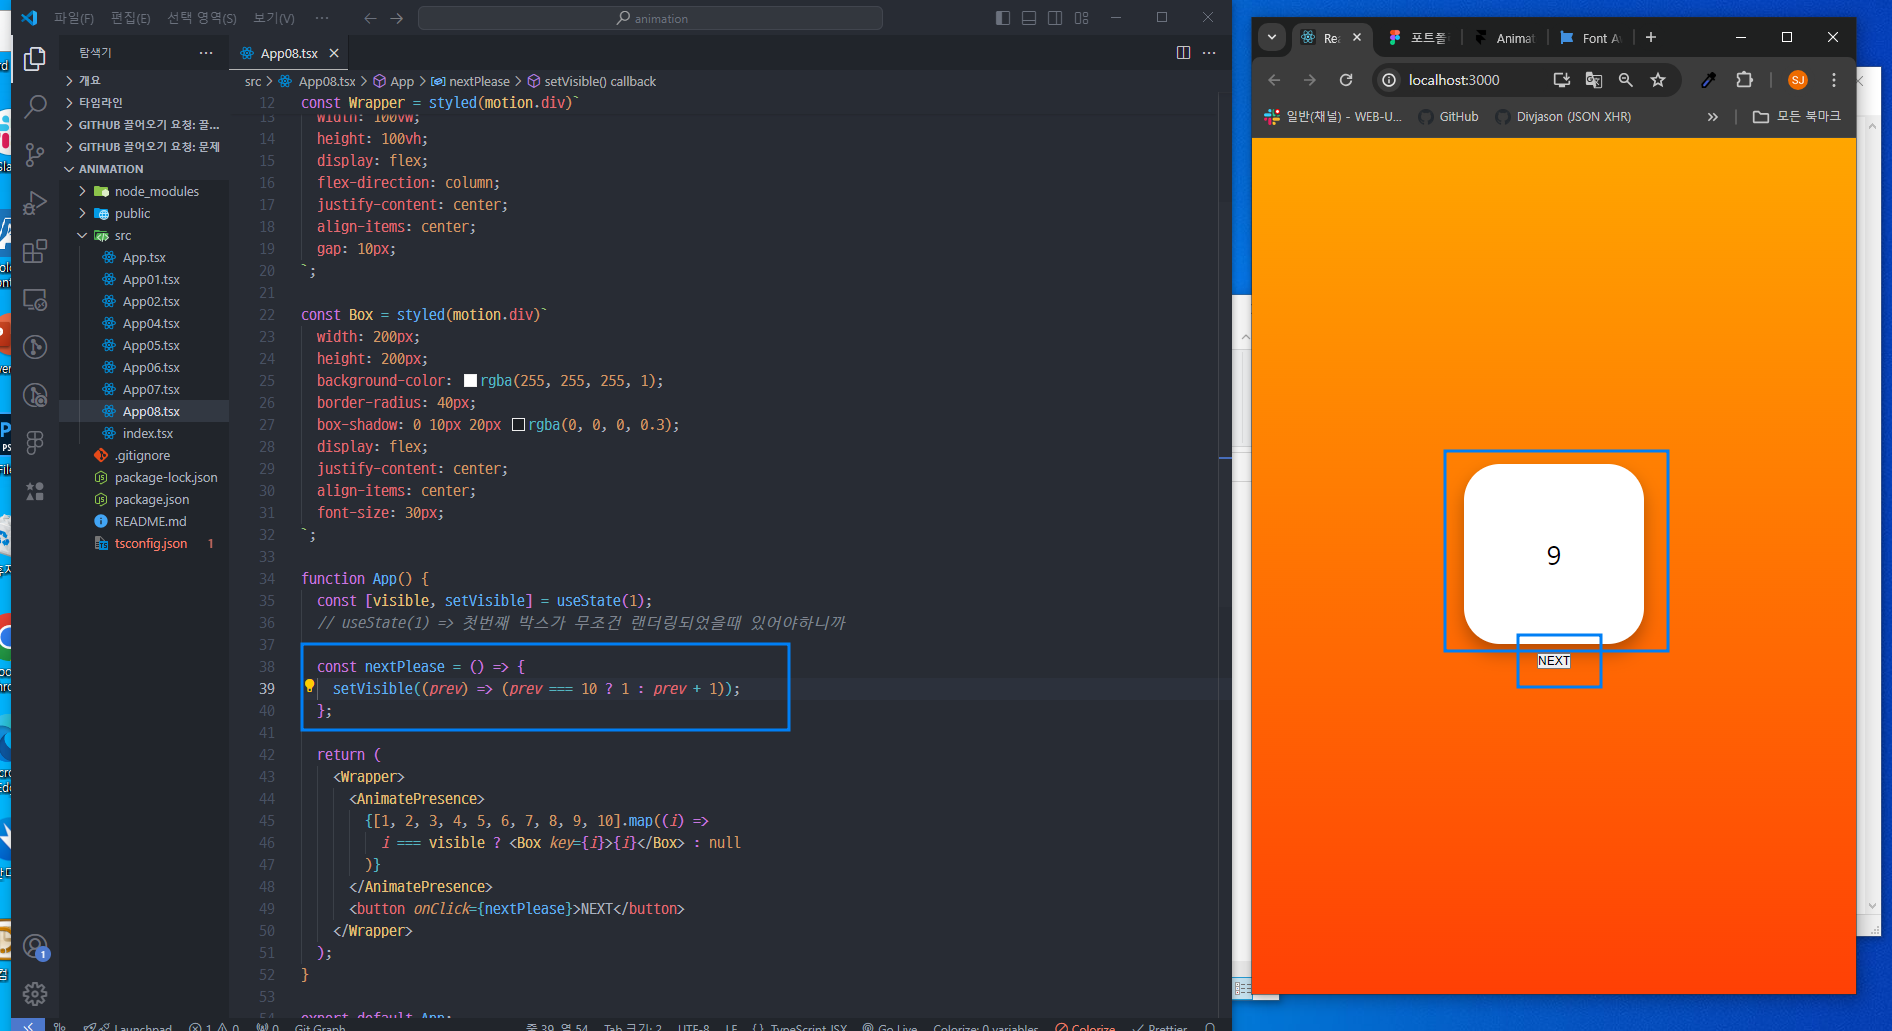 파일(F) 편집(E) 선택 영역(S) 보기(V) ··· animation
탐색기 ···
개요
타임라인
GITHUB 끌어오기 요청: 끌...
GITHUB 끌어오기 요청: 문제
ANIMATION
node_modules
public
src
App.tsx
App01.tsx
App02.tsx
App04.tsx
App05.tsx
App06.tsx
App07.tsx
App08.tsx
index.tsx
.gitignore
package-lock.json
package.json
README.md
tsconfig.json 1
1
App08.tsx
src > App08.tsx > App > nextPlease > setVisible() callback
12 const Wrapper = styled(motion.div)`
13 width: 100vw;
14 height: 100vh;
15 display: flex;
16 flex-direction: column;
17 justify-content: center;
18 align-items: center;
19 gap: 10px;
20 `;
21
22 const Box = styled(motion.div)`
23 width: 200px;
24 height: 200px;
25 background-color: rgba(255, 255, 255, 1);
26 border-radius: 40px;
27 box-shadow: 0 10px 20px rgba(0, 0, 0, 0.3);
28 display: flex;
29 justify-content: center;
30 align-items: center;
31 font-size: 30px;
32 `;
33
34 function App() {
35 const [visible, setVisible] = useState(1);
36 // useState(1) => 첫번째 박스가 무조건 랜더링되었을때 있어야하니까
37
38 const nextPlease = () => {
39 setVisible((prev) => (prev === 10 ? 1 : prev + 1));
40 };
41
42 return (
43 <Wrapper>
44 <AnimatePresence>
45 {[1, 2, 3, 4, 5, 6, 7, 8, 9, 10].map((i) =>
46 i === visible ? <Box key={i}>{i}</Box> : null
47 )}
48 </AnimatePresence>
49 <button onClick={nextPlease}>NEXT</button>
50 </Wrapper>
51 );
52 }
53
export default App;
Launchpad 1 0 0 Git Graph 줄 39, 열 54 Tab 크기: 2 UTF-8 LF {} TypeScript JSX Go Live Colorize: 0 variables Colorize Prettier
Rea 포트폴 Animat Font Aw
localhost:3000 SJ
일반(채널) - WEB-U... GitHub Divjason (JSON XHR) » 모든 북마크
9
NEXT